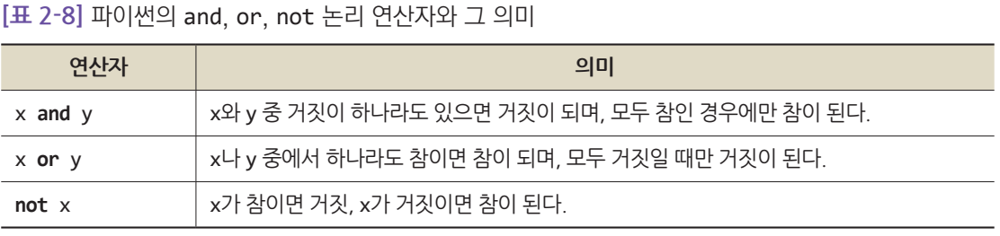 [표 2-8] 파이썬의 and, or, not 논리 연산자와 그 의미
연산자 의미
x and y x와 y 중 거짓이 하나라도 있으면 거짓이 되며, 모두 참인 경우에만 참이 된다.
x or y x나 y 중에서 하나라도 참이면 참이 되며, 모두 거짓일 때만 거짓이 된다.
not x x가 참이면 거짓, x가 거짓이면 참이 된다.